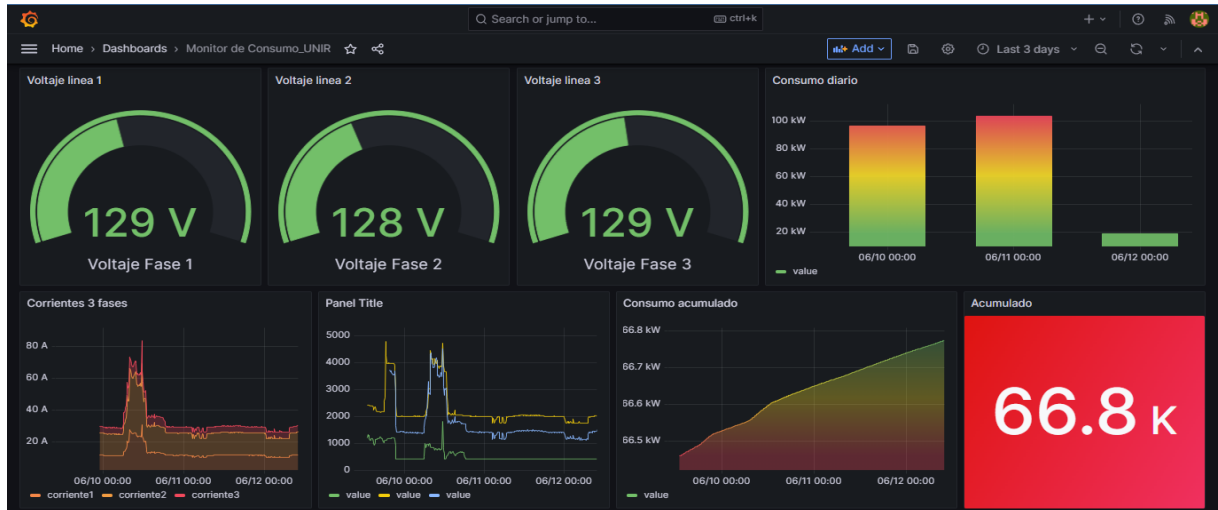 Search or jump to... ctrl+k
Home › Dashboards › Monitor de Consumo_UNIR Add Last 3 days
Voltaje linea 1
129 V
Voltaje Fase 1
Voltaje linea 2
128 V
Voltaje Fase 2
Voltaje linea 3
129 V
Voltaje Fase 3
Consumo diario
100 kW
80 kW
60 kW
40 kW
20 kW
06/10 00:00 06/11 00:00 06/12 00:00
value
Corrientes 3 fases
80 A
60 A
40 A
20 A
06/10 00:00 06/11 00:00 06/12 00:00
corriente1 corriente2 corriente3
Panel Title
5000
4000
3000
2000
1000
0
06/10 00:00 06/11 00:00 06/12 00:00
value value value
Consumo acumulado
66.8 kW
66.7 kW
66.6 kW
66.5 kW
06/10 00:00 06/11 00:00 06/12 00:00
value
Acumulado
66.8 K